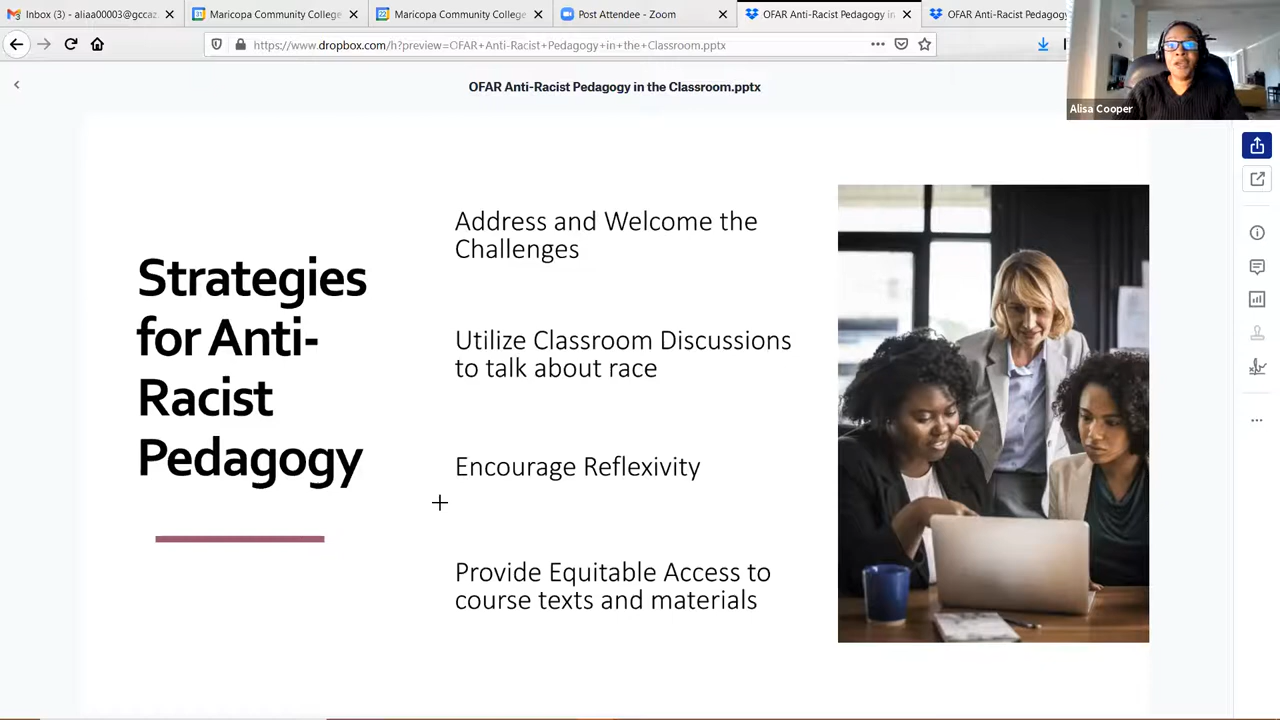 Inbox (3) - aliaa00003@gccaz.
Maricopa Community College
Maricopa Community College
Post Attendee - Zoom
OFAR Anti-Racist Pedagogy in
OFAR Anti-Racist Pedagogy
https://www.dropbox.com/h?preview=OFAR+Anti-Racist+Pedagogy+in+the+Classroom.pptx
Alisa Cooper
OFAR Anti-Racist Pedagogy in the Classroom.pptx
Strategies
for Anti-
Racist
Pedagogy
Address and Welcome the
Challenges
Utilize Classroom Discussions
to talk about race
Encourage Reflexivity
Provide Equitable Access to
course texts and materials